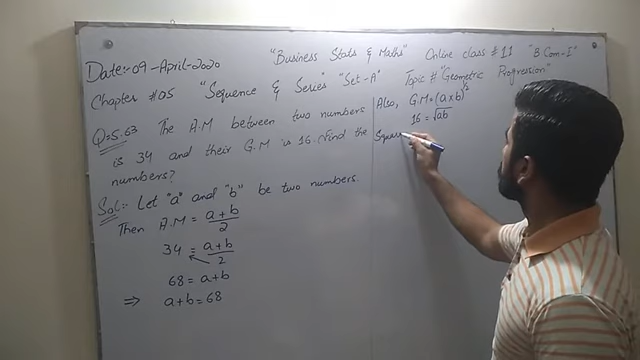 "Business Stats & Maths" Online class # 11 "B.Com-I"
Date:- 09-April-2020
Chapter #05 "Sequence & Series" "Set-A" Topic # "Geometric Progression"
Q=5.63 The A.M between two numbers
is 34 and their G.M is 16. Find the
numbers?
Sol:- Let "a" and "b" be two numbers.
Then A.M = a+b/2
34 = a+b/2
68 = a+b
⇒ a+b=68
Also, G.M=(a×b)^1/2
16 = √ab
Squar